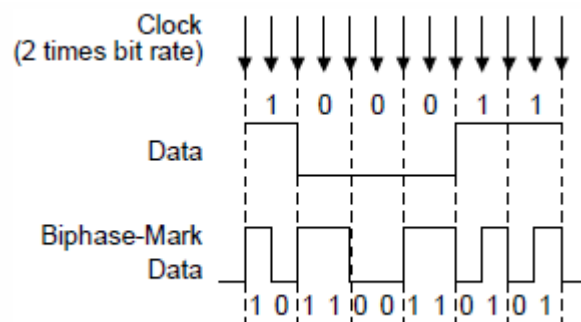 Clock
(2 times bit rate)
1 0 0 0 1 1
Data
Biphase-Mark
Data
1 0 1 1 0 0 1 1 0 1 0 1